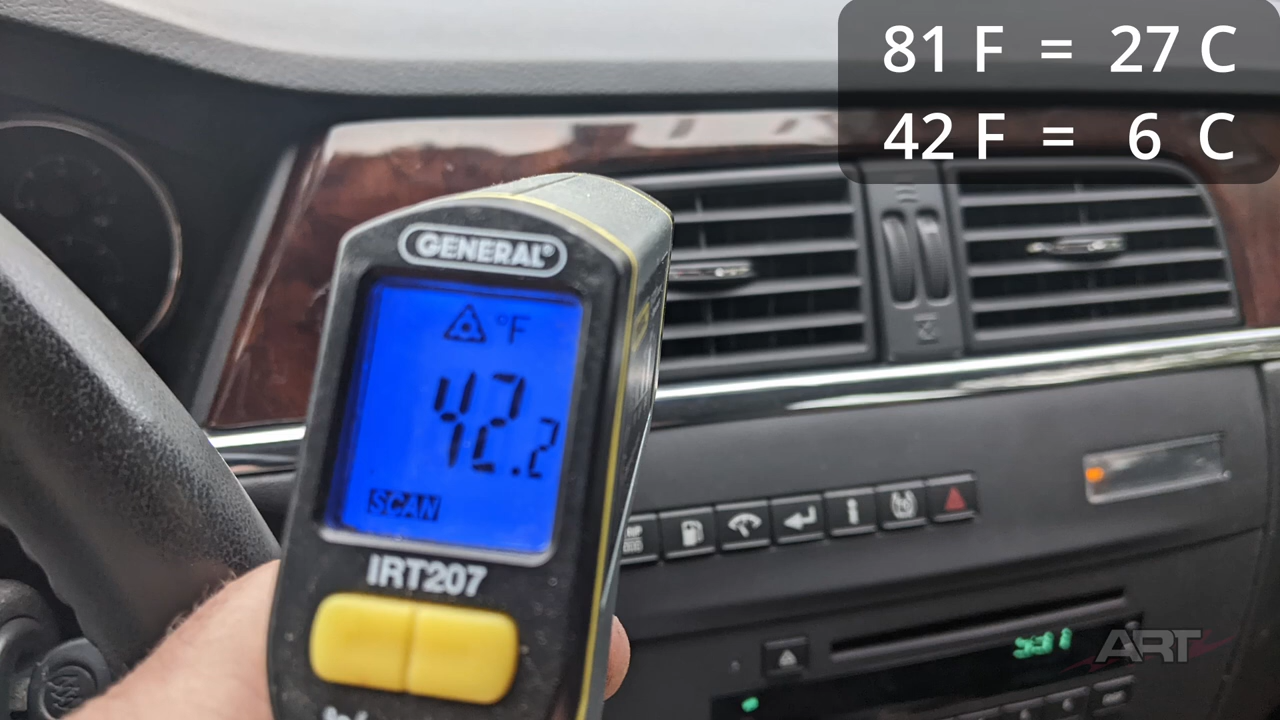 81 F = 27 C
42 F = 6 C
GENERAL®
°F
42.2
SCAN
IRT207
ART